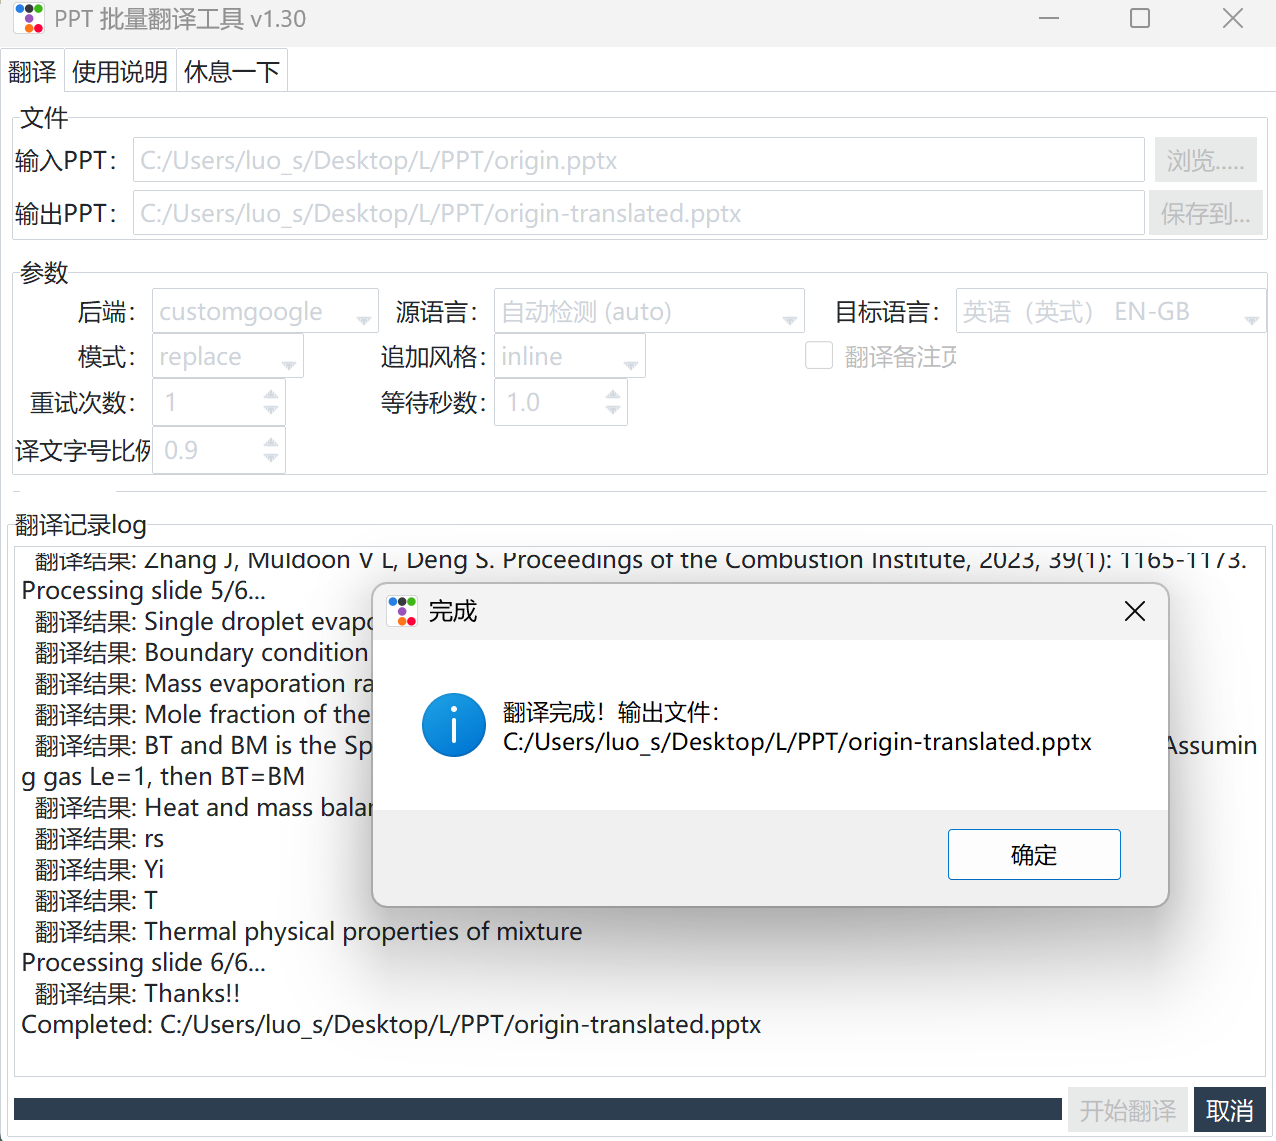 PPT 批量翻译工具 v1.30
翻译 使用说明 休息一下
文件
输入PPT： C:/Users/luo_s/Desktop/L/PPT/origin.pptx 浏览.....
输出PPT： C:/Users/luo_s/Desktop/L/PPT/origin-translated.pptx 保存到...
参数
后端： customgoogle 源语言： 自动检测 (auto) 目标语言： 英语（英式） EN-GB
模式： replace 追加风格： inline 翻译备注页
重试次数： 1 等待秒数： 1.0
译文字号比例 0.9
翻译记录log
翻译结果: Zhang J, Muldoon V L, Deng S. Proceedings of the Combustion Institute, 2023, 39(1): 1165-1173.
Processing slide 5/6...
翻译结果: Single droplet evapo
翻译结果: Boundary condition
翻译结果: Mass evaporation ra
翻译结果: Mole fraction of the
翻译结果: BT and BM is the Sp Assumin
g gas Le=1, then BT=BM
翻译结果: Heat and mass balan
翻译结果: rs
翻译结果: Yi
翻译结果: T
翻译结果: Thermal physical properties of mixture
Processing slide 6/6...
翻译结果: Thanks!!
Completed: C:/Users/luo_s/Desktop/L/PPT/origin-translated.pptx
完成
翻译完成！输出文件：
C:/Users/luo_s/Desktop/L/PPT/origin-translated.pptx
确定
开始翻译 取消